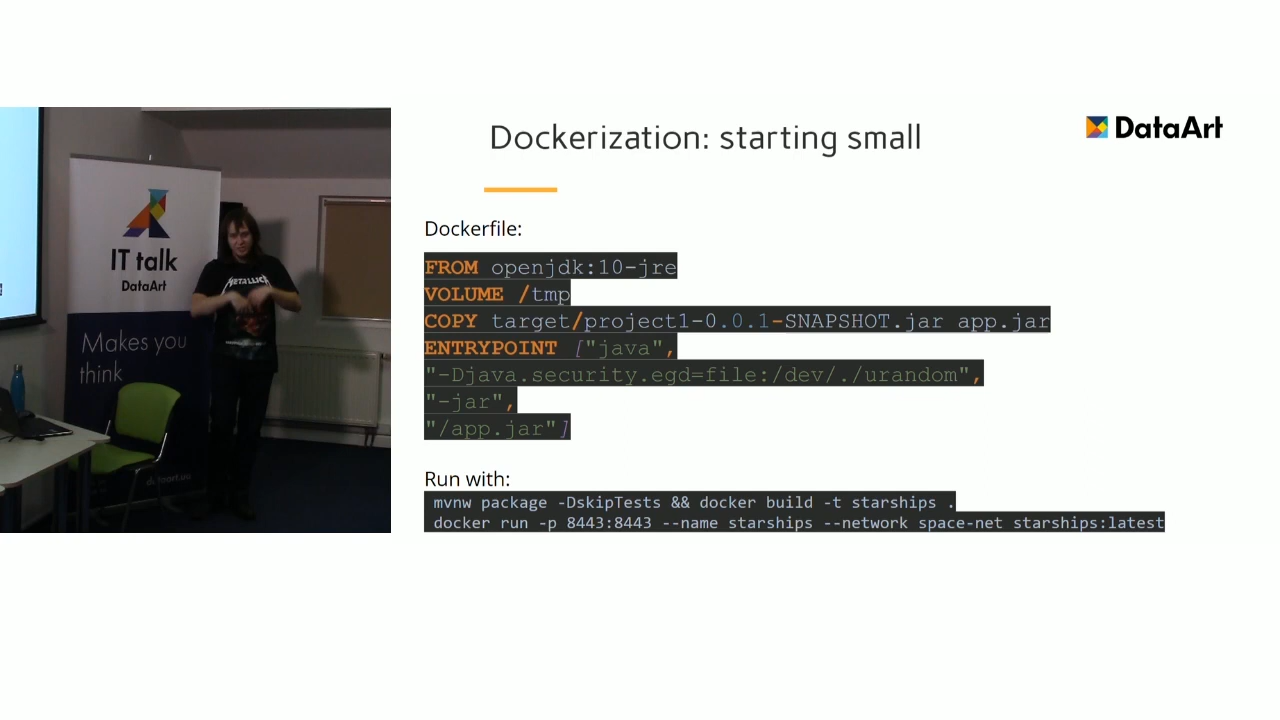 Dockerization: starting small
DataArt
Dockerfile:
FROM openjdk:10-jre
VOLUME /tmp
COPY target/project1-0.0.1-SNAPSHOT.jar app.jar
ENTRYPOINT ["java",
"-Djava.security.egd=file:/dev/./urandom",
"-jar",
"/app.jar"]
Run with:
mvnw package -DskipTests && docker build -t starships .
docker run -p 8443:8443 --name starships --network space-net starships:latest
IT talk
DataArt
Makes you
think
METALLICA